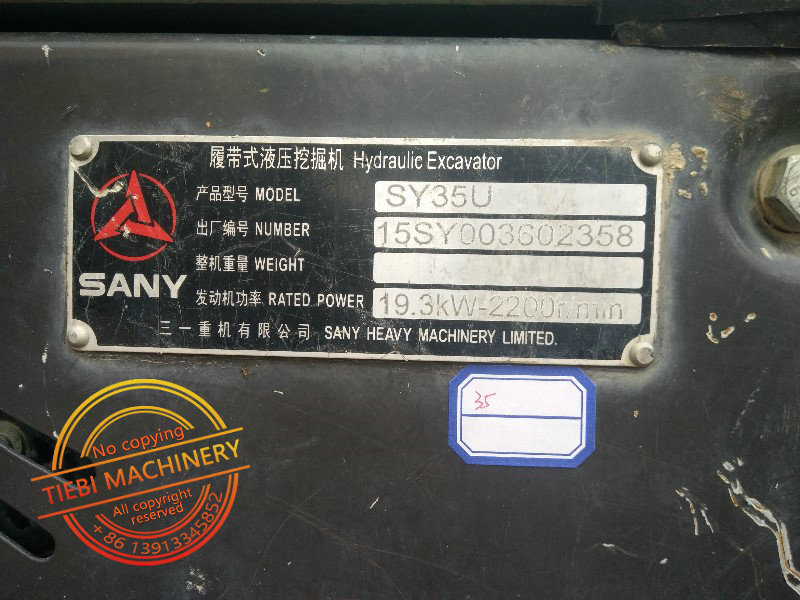 履带式液压挖掘机 Hydraulic Excavator
产品型号 MODEL SY35U
出厂编号 NUMBER 15SY003602358
整机重量 WEIGHT
发动机功率 RATED POWER 19.3kW-2200r/min
SANY
三一重机有限公司 SANY HEAVY MACHINERY LIMITED.
35
No copying
TIEBI MACHINERY
All copyright
reserved
+86 13913345852